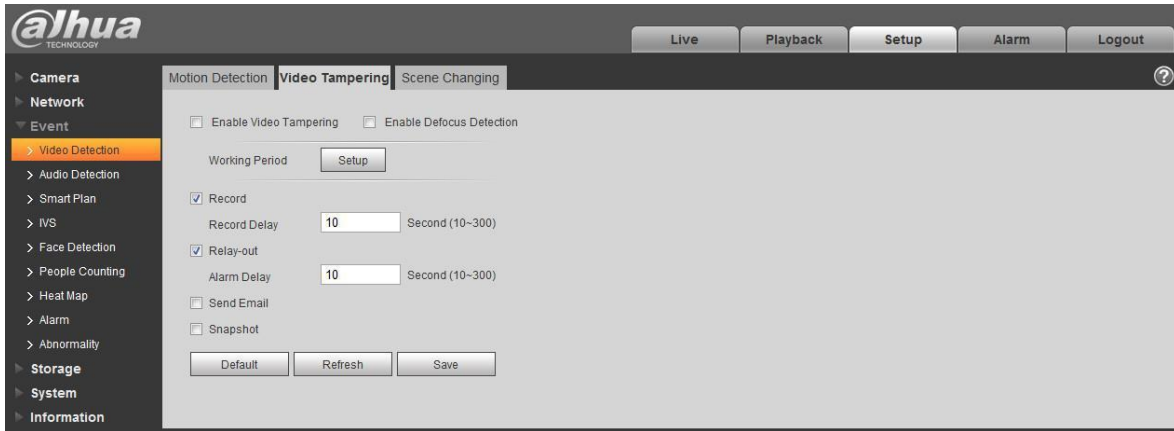 alhua
TECHNOLOGY
Live Playback Setup Alarm Logout
Camera
Network
Event
Video Detection
Audio Detection
Smart Plan
IVS
Face Detection
People Counting
Heat Map
Alarm
Abnormality
Storage
System
Information
Motion Detection Video Tampering Scene Changing ?
Enable Video Tampering Enable Defocus Detection
Working Period Setup
Record
Record Delay 10 Second (10~300)
Relay-out
Alarm Delay 10 Second (10~300)
Send Email
Snapshot
Default Refresh Save